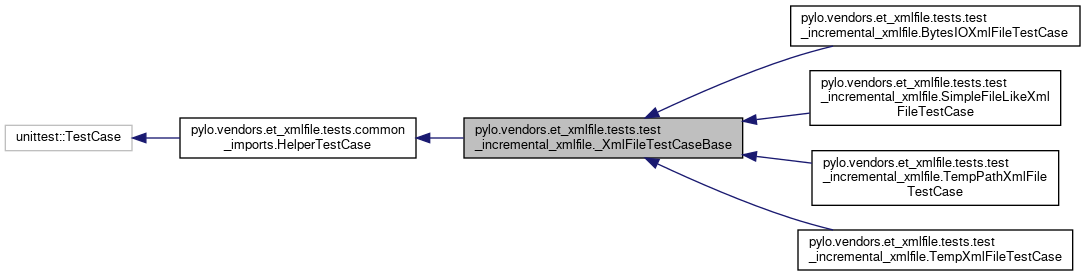 unittest::TestCase
pylo.vendors.et_xmlfile.tests.common
_imports.HelperTestCase
pylo.vendors.et_xmlfile.tests.test
_incremental_xmlfile._XmlFileTestCaseBase
pylo.vendors.et_xmlfile.tests.test
_incremental_xmlfile.BytesIOXmlFileTestCase
pylo.vendors.et_xmlfile.tests.test
_incremental_xmlfile.SimpleFileLikeXml
FileTestCase
pylo.vendors.et_xmlfile.tests.test
_incremental_xmlfile.TempPathXmlFile
TestCase
pylo.vendors.et_xmlfile.tests.test
_incremental_xmlfile.TempXmlFileTestCase